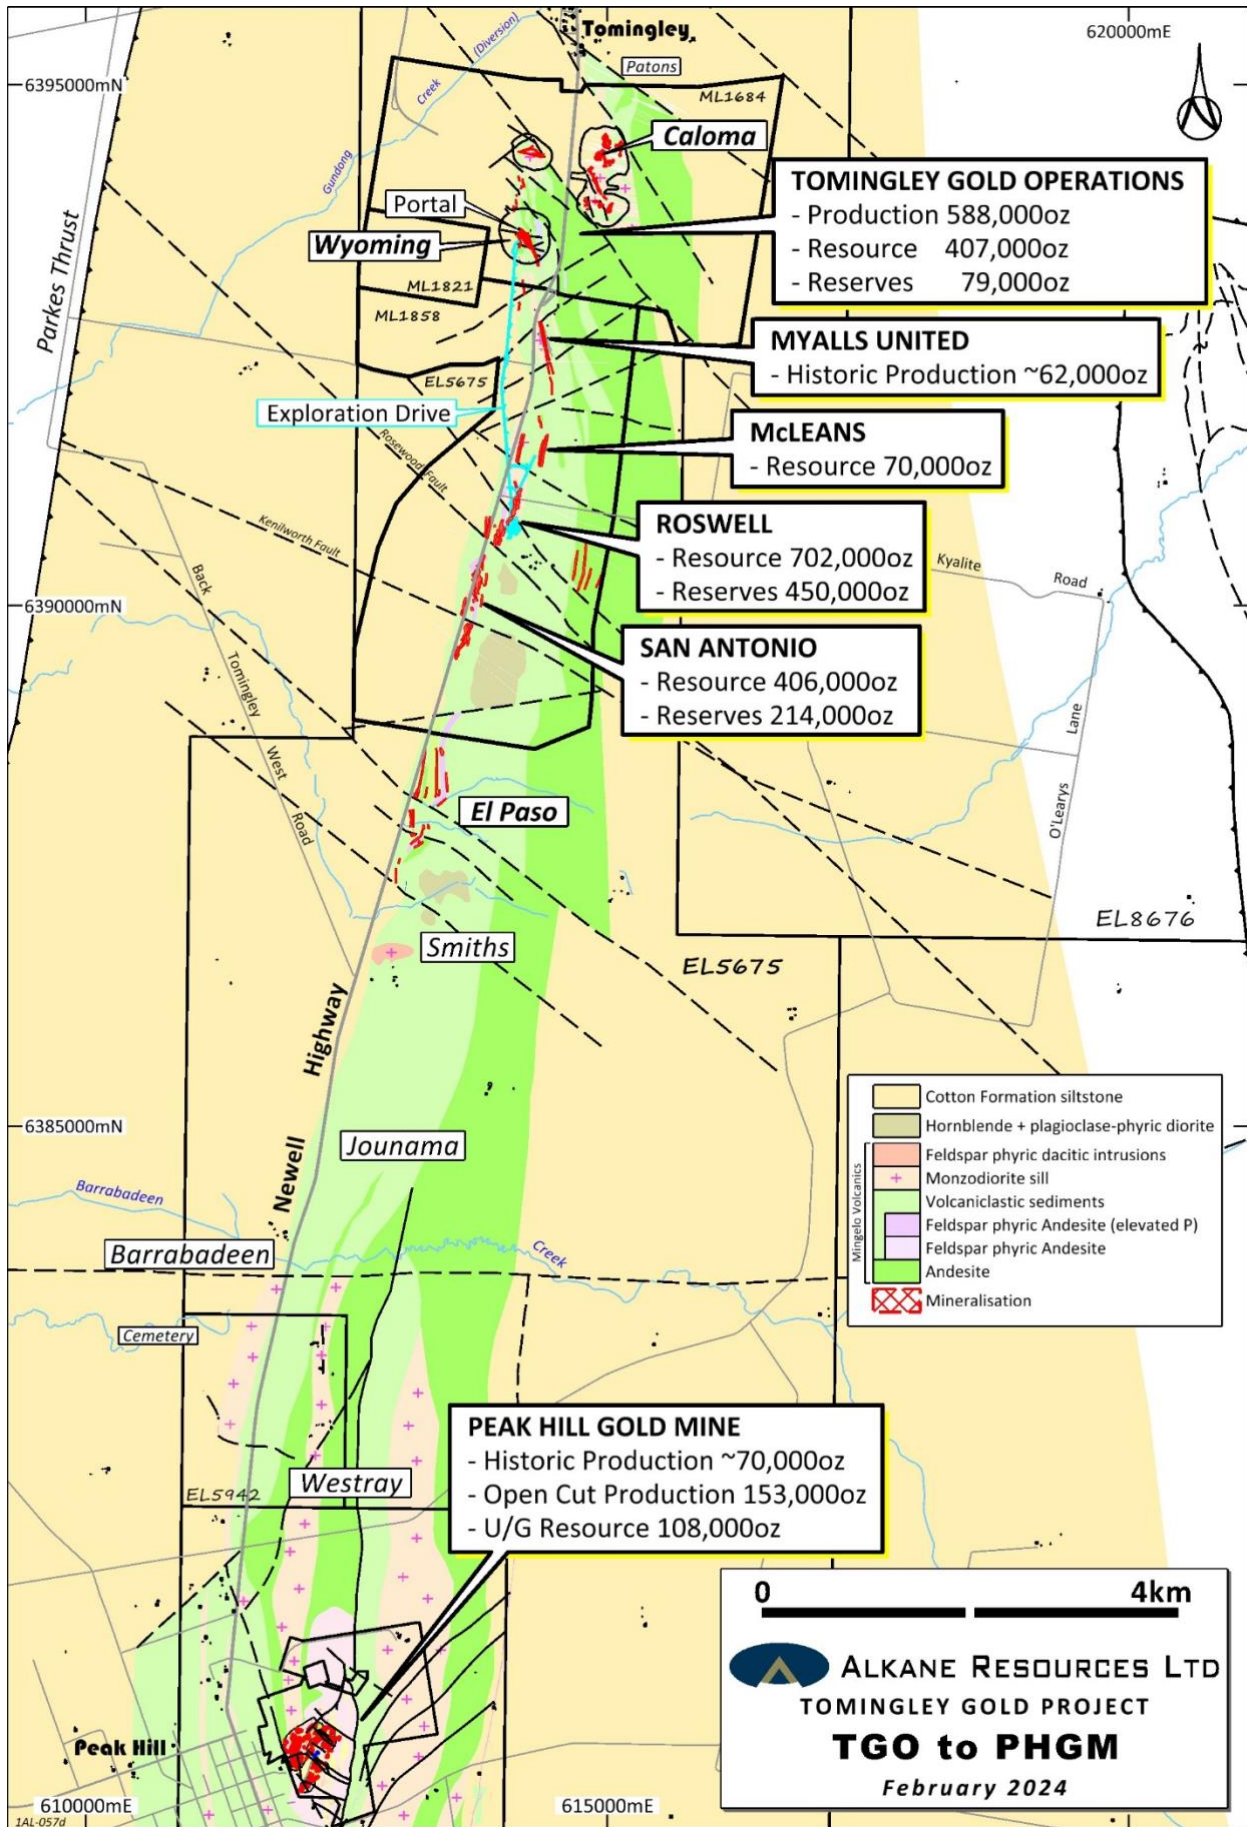 Tomingley
620000mE
Patons
6395000mN
ML1684
Creek
(Diversion)
Gundong
Caloma
TOMINGLEY GOLD OPERATIONS
- Production 588,000oz
- Resource 407,000oz
- Reserves 79,000oz
Portal
Wyoming
Parkes Thrust
ML1821
ML1858
MYALLS UNITED
- Historic Production ~62,000oz
EL5675
Exploration Drive
McLEANS
- Resource 70,000oz
Rosewood Fault
Kenilworth Fault
ROSWELL
- Resource 702,000oz
- Reserves 450,000oz
Kyalite Road
Back Tomingley West Road
6390000mN
SAN ANTONIO
- Resource 406,000oz
- Reserves 214,000oz
O'Learys Lane
El Paso
EL8676
Smiths
EL5675
Newell Highway
Cotton Formation siltstone
Hornblende + plagioclase-phyric diorite
Mingelo Volcanics
Feldspar phyric dacitic intrusions
Monzodiorite sill
Volcaniclastic sediments
Feldspar phyric Andesite (elevated P)
Feldspar phyric Andesite
Andesite
Mineralisation
6385000mN
Jounama
Barrabadeen Creek
Barrabadeen
Cemetery
PEAK HILL GOLD MINE
- Historic Production ~70,000oz
- Open Cut Production 153,000oz
- U/G Resource 108,000oz
Westray
EL5942
0 4km
ALKANE RESOURCES LTD
TOMINGLEY GOLD PROJECT
TGO to PHGM
February 2024
Peak Hill
610000mE
615000mE
1AL-057d